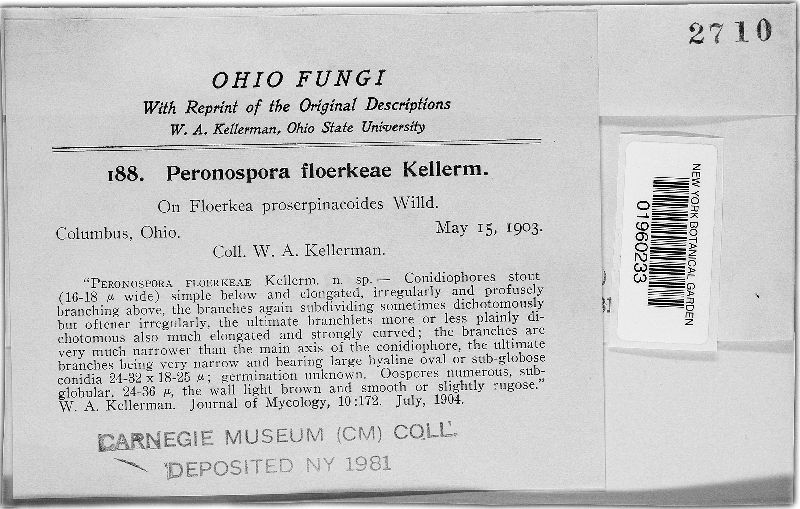 2710
OHIO FUNGI
With Reprint of the Original Descriptions
W. A. Kellerman, Ohio State University
188. Peronospora floerkeae Kellerm.
On Floerkea proserpinacoides Willd.
Columbus, Ohio. May 15, 1903.
Coll. W. A. Kellerman.
"PERONOSPORA FLOERKEAE Kellerm. n. sp. — Conidiophores stout
(16-18 μ wide) simple below and elongated, irregularly and profusely
branching above, the branches again subdividing sometimes dichotomously
but oftener irregularly, the ultimate branchlets more or less plainly di-
chotomous also much elongated and strongly curved; the branches are
very much narrower than the main axis of the conidiophore, the ultimate
branches being very narrow and bearing large hyaline oval or sub-globose
conidia 24-32 x 18-25 μ; germination unknown. Oospores numerous, sub-
globular, 24-36 μ, the wall light brown and smooth or slightly rugose."
W. A. Kellerman. Journal of Mycology, 10:172. July, 1904.
CARNEGIE MUSEUM (CM) COLL.
DEPOSITED NY 1981
NEW YORK BOTANICAL GARDEN
01960233